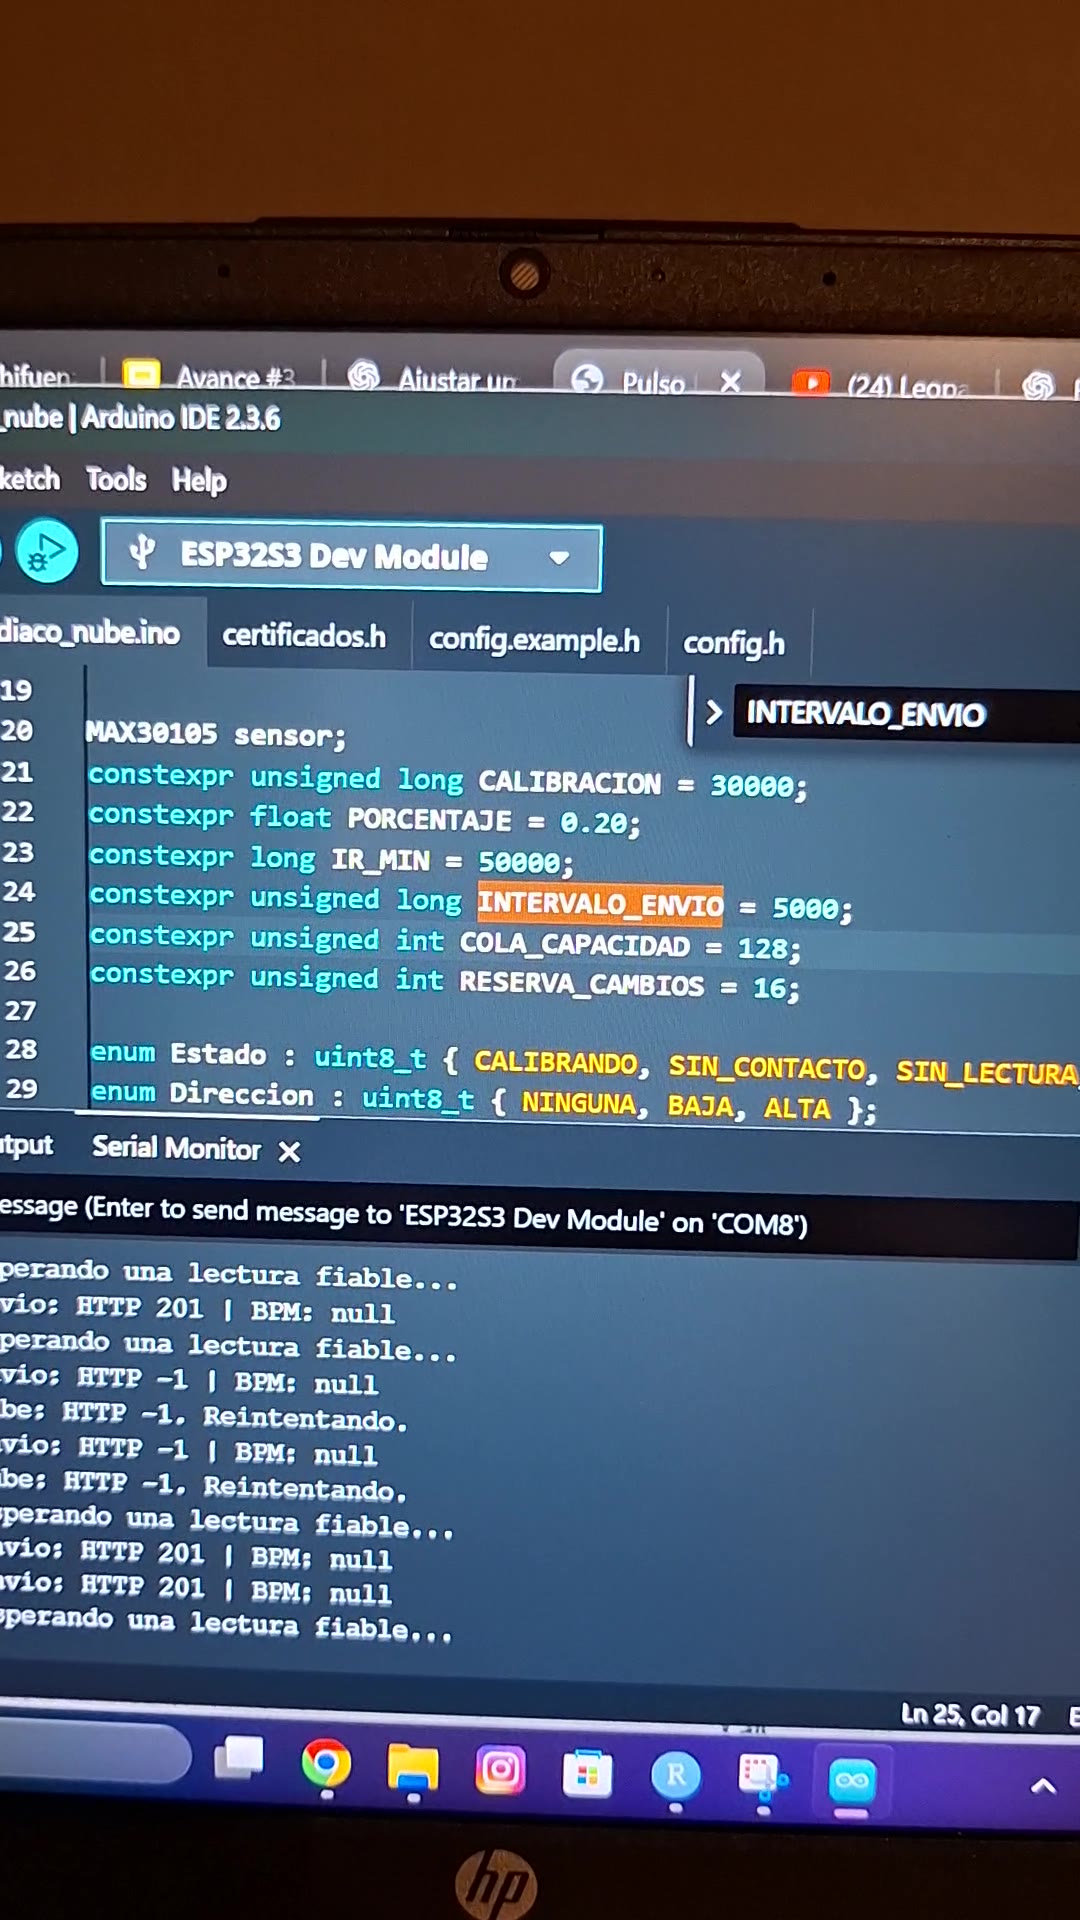 Avance #3
Ajustar un
Pulso
(24) Leon
_nube | Arduino IDE 2.3.6
ketch Tools Help
ESP32S3 Dev Module
diaco_nube.ino certificados.h config.example.h config.h
INTERVALO_ENVIO
19
20 MAX30105 sensor;
21 constexpr unsigned long CALIBRACION = 30000;
22 constexpr float PORCENTAJE = 0.20;
23 constexpr long IR_MIN = 50000;
24 constexpr unsigned long INTERVALO_ENVIO = 5000;
25 constexpr unsigned int COLA_CAPACIDAD = 128;
26 constexpr unsigned int RESERVA_CAMBIOS = 16;
27
28 enum Estado : uint8_t { CALIBRANDO, SIN_CONTACTO, SIN_LECTURA,
29 enum Direccion : uint8_t { NINGUNA, BAJA, ALTA };
tput Serial Monitor
essage (Enter to send message to 'ESP32S3 Dev Module' on 'COM8')
perando una lectura fiable...
vio: HTTP 201 | BPM: null
perando una lectura fiable...
vio: HTTP -1 | BPM: null
be: HTTP -1. Reintentando.
vio: HTTP -1 | BPM: null
be: HTTP -1. Reintentando.
sperando una lectura fiable...
vio: HTTP 201 | BPM: null
vio: HTTP 201 | BPM: null
sperando una lectura fiable...
Ln 25, Col 17
R
hp